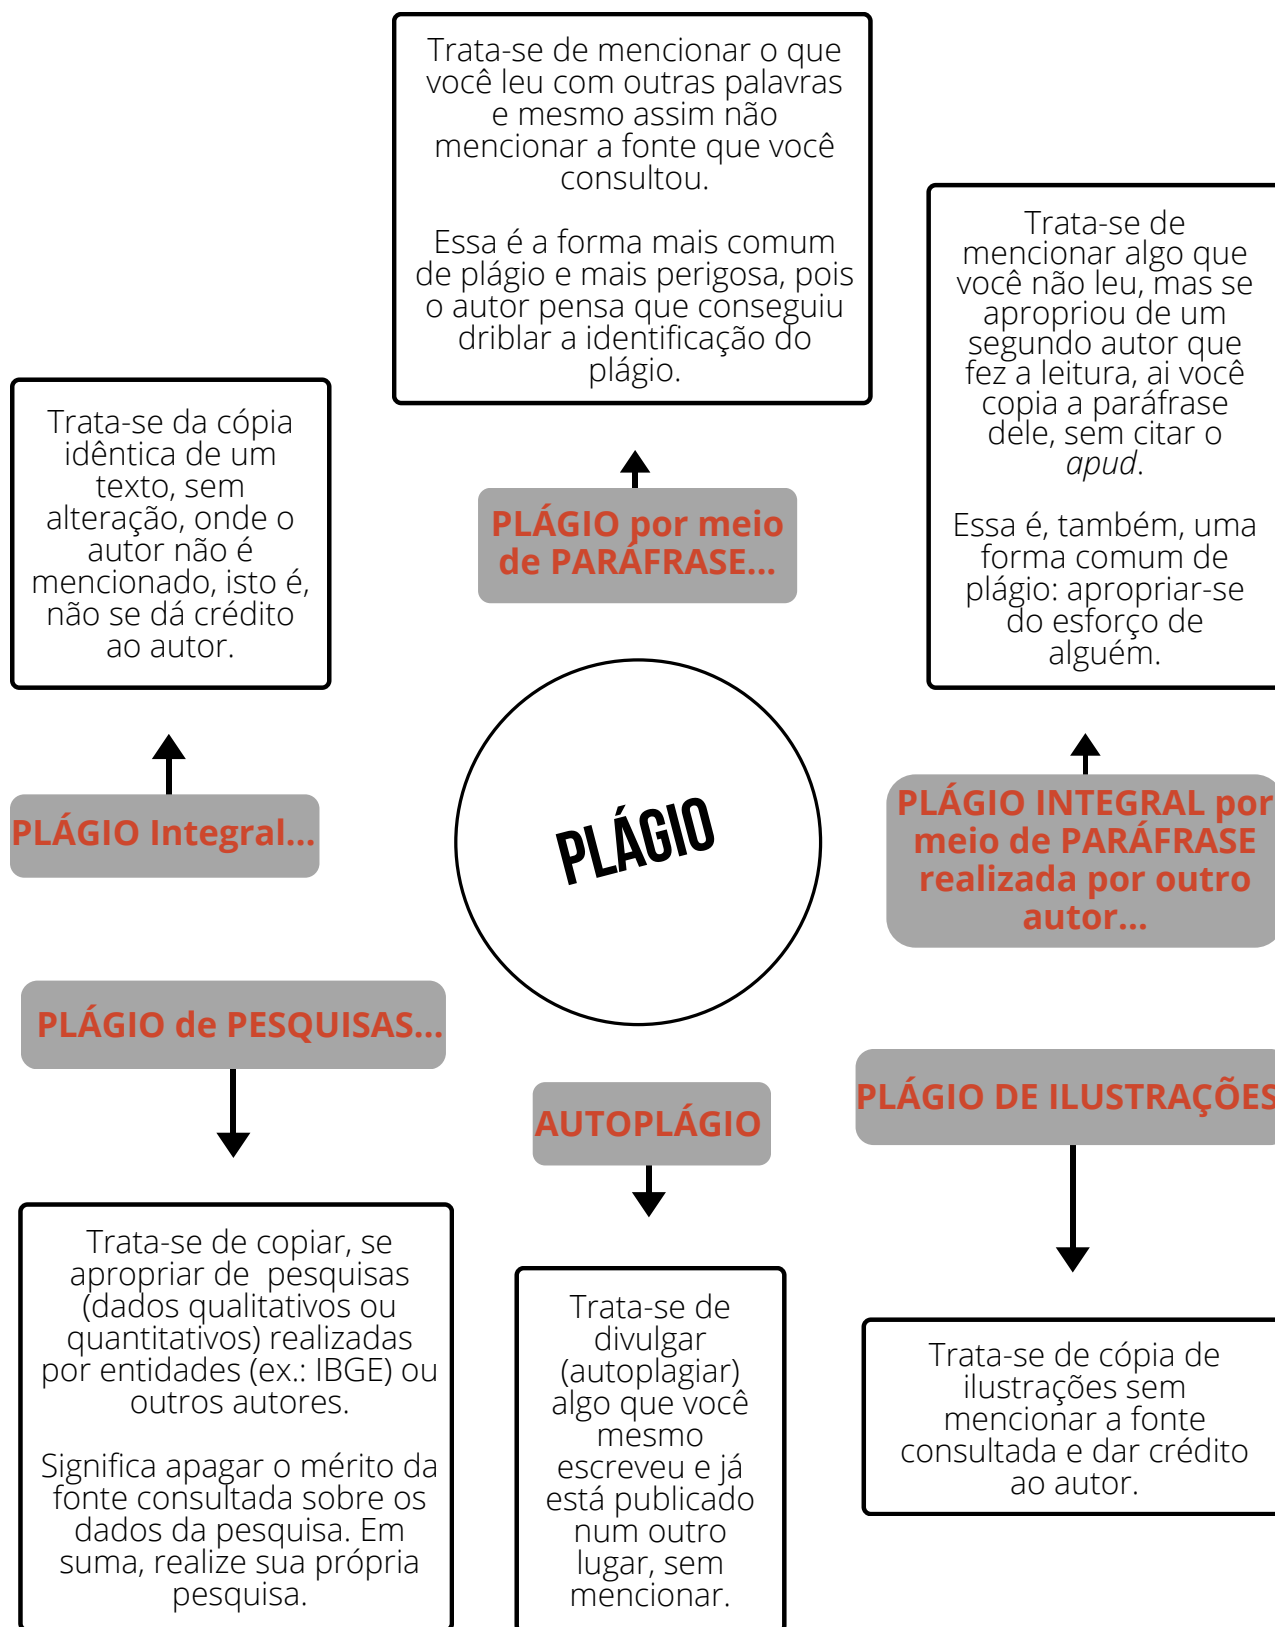 Trata-se de mencionar o que
você leu com outras palavras
e mesmo assim não
mencionar a fonte que você
consultou.
Essa é a forma mais comum
de plágio e mais perigosa, pois
o autor pensa que conseguiu
driblar a identificação do
plágio.
PLÁGIO por meio
de PARÁFRASE...
Trata-se de
mencionar algo que
você não leu, mas se
apropriou de um
segundo autor que
fez a leitura, ai você
copia a paráfrase
dele, sem citar o
apud.
Essa é, também, uma
forma comum de
plágio: apropriar-se
do esforço de
alguém.
PLÁGIO INTEGRAL por
meio de PARÁFRASE
realizada por outro
autor...
Trata-se da cópia
idêntica de um
texto, sem
alteração, onde o
autor não é
mencionado, isto é,
não se dá crédito
ao autor.
PLÁGIO Integral...
PLÁGIO
PLÁGIO de PESQUISAS...
Trata-se de copiar, se
apropriar de pesquisas
(dados qualitativos ou
quantitativos) realizadas
por entidades (ex.: IBGE) ou
outros autores.
Significa apagar o mérito da
fonte consultada sobre os
dados da pesquisa. Em
suma, realize sua própria
pesquisa.
AUTOPLÁGIO
Trata-se de
divulgar
(autoplagiar)
algo que você
mesmo
escreveu e já
está publicado
num outro
lugar, sem
mencionar.
PLÁGIO DE ILUSTRAÇÕES
Trata-se de cópia de
ilustrações sem
mencionar a fonte
consultada e dar crédito
ao autor.